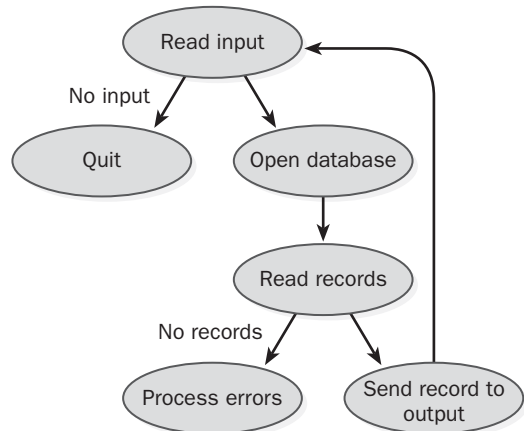 Read input
No input
Quit
Open database
Read records
No records
Process errors
Send record to
output